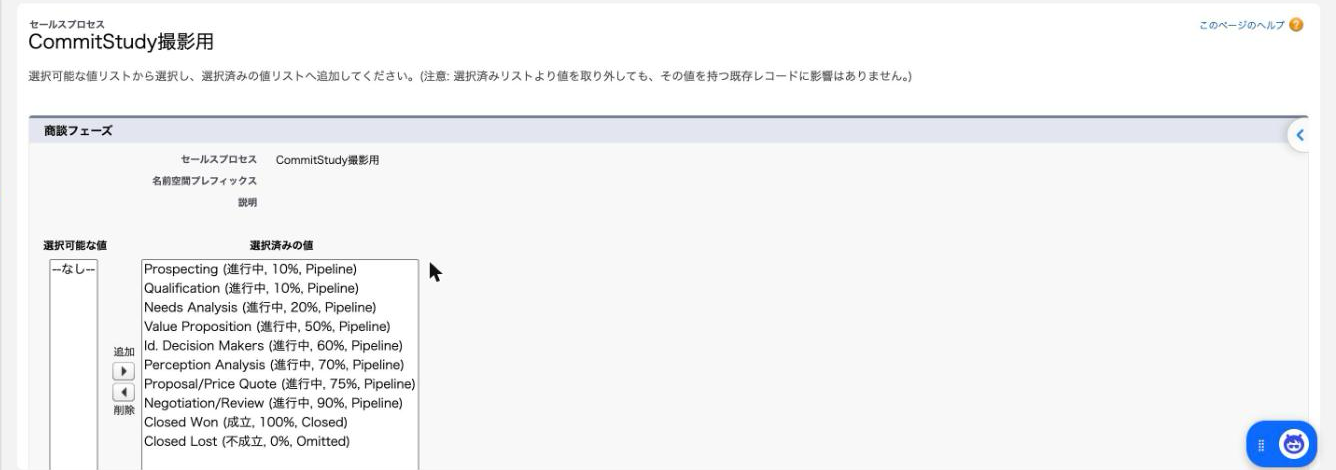 セールスプロセス
CommitStudy撮影用
このページのヘルプ
選択可能な値リストから選択し、選択済みの値リストへ追加してください。(注意: 選択済みリストより値を取り外しても、その値を持つ既存レコードに影響はありません。)
商談フェーズ
セールスプロセス CommitStudy撮影用
名前空間プレフィックス
説明
選択可能な値 選択済みの値
--なし--
Prospecting (進行中, 10%, Pipeline)
Qualification (進行中, 10%, Pipeline)
Needs Analysis (進行中, 20%, Pipeline)
Value Proposition (進行中, 50%, Pipeline)
Id. Decision Makers (進行中, 60%, Pipeline)
Perception Analysis (進行中, 70%, Pipeline)
Proposal/Price Quote (進行中, 75%, Pipeline)
Negotiation/Review (進行中, 90%, Pipeline)
Closed Won (成立, 100%, Closed)
Closed Lost (不成立, 0%, Omitted)
追加
削除